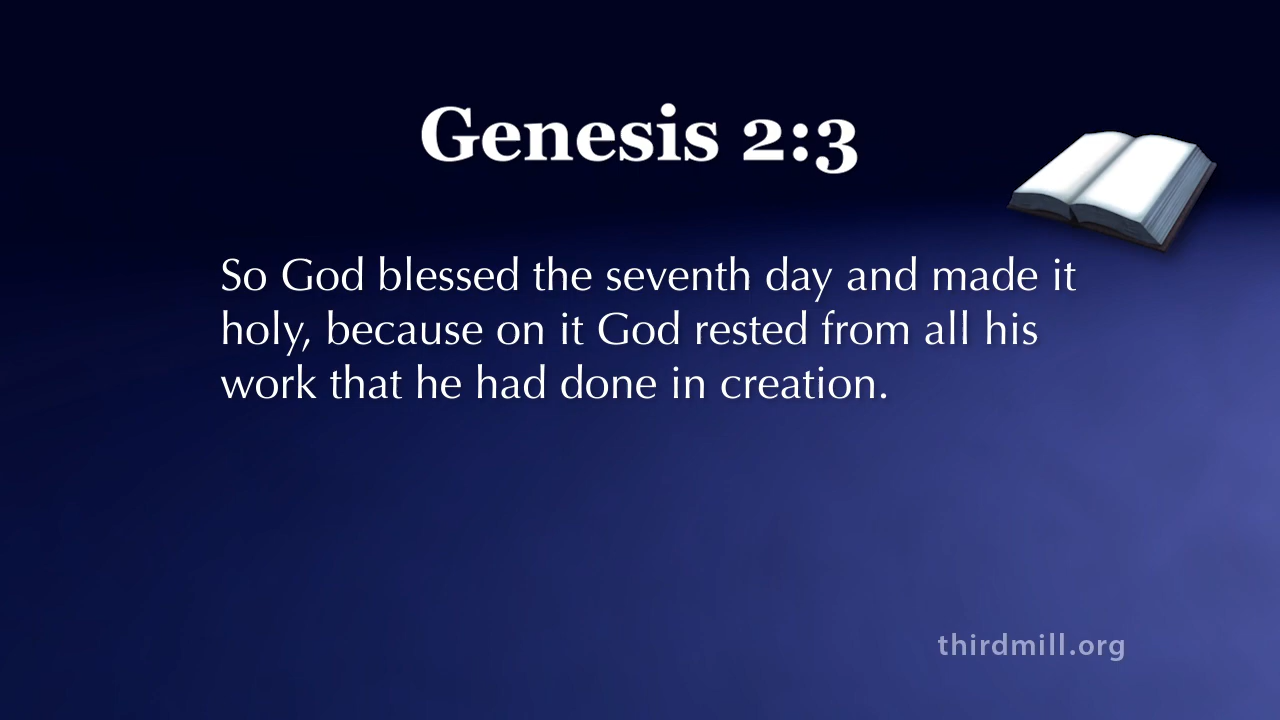 Genesis 2:3
So God blessed the seventh day and made it
holy, because on it God rested from all his
work that he had done in creation.
thirdmill.org